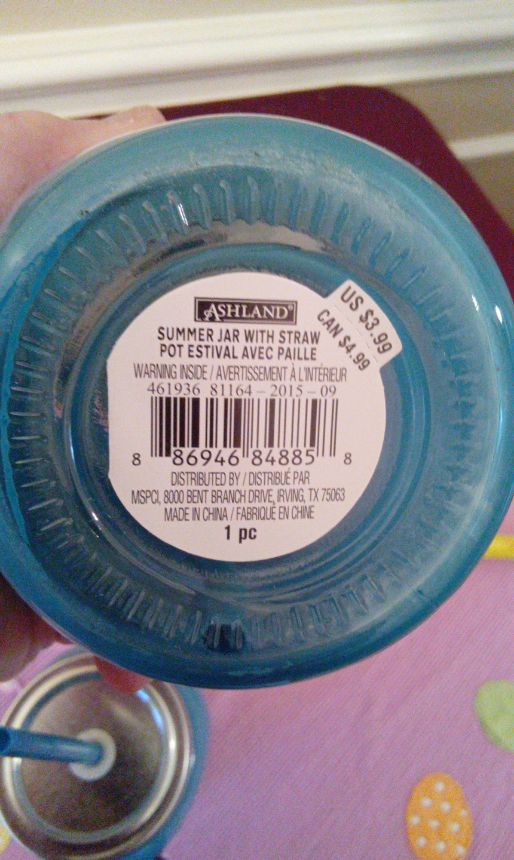 ASHLAND®
US $3.99
CAN $4.99
SUMMER JAR WITH STRAW
POT ESTIVAL AVEC PAILLE
WARNING INSIDE / AVERTISSEMENT À L'INTÉRIEUR
461936 81164-2015-09
8 86946 84885 8
DISTRIBUTED BY / DISTRIBUÉ PAR
MSPCI, 8000 BENT BRANCH DRIVE, IRVING, TX 75063
MADE IN CHINA / FABRIQUÉ EN CHINE
1 pc